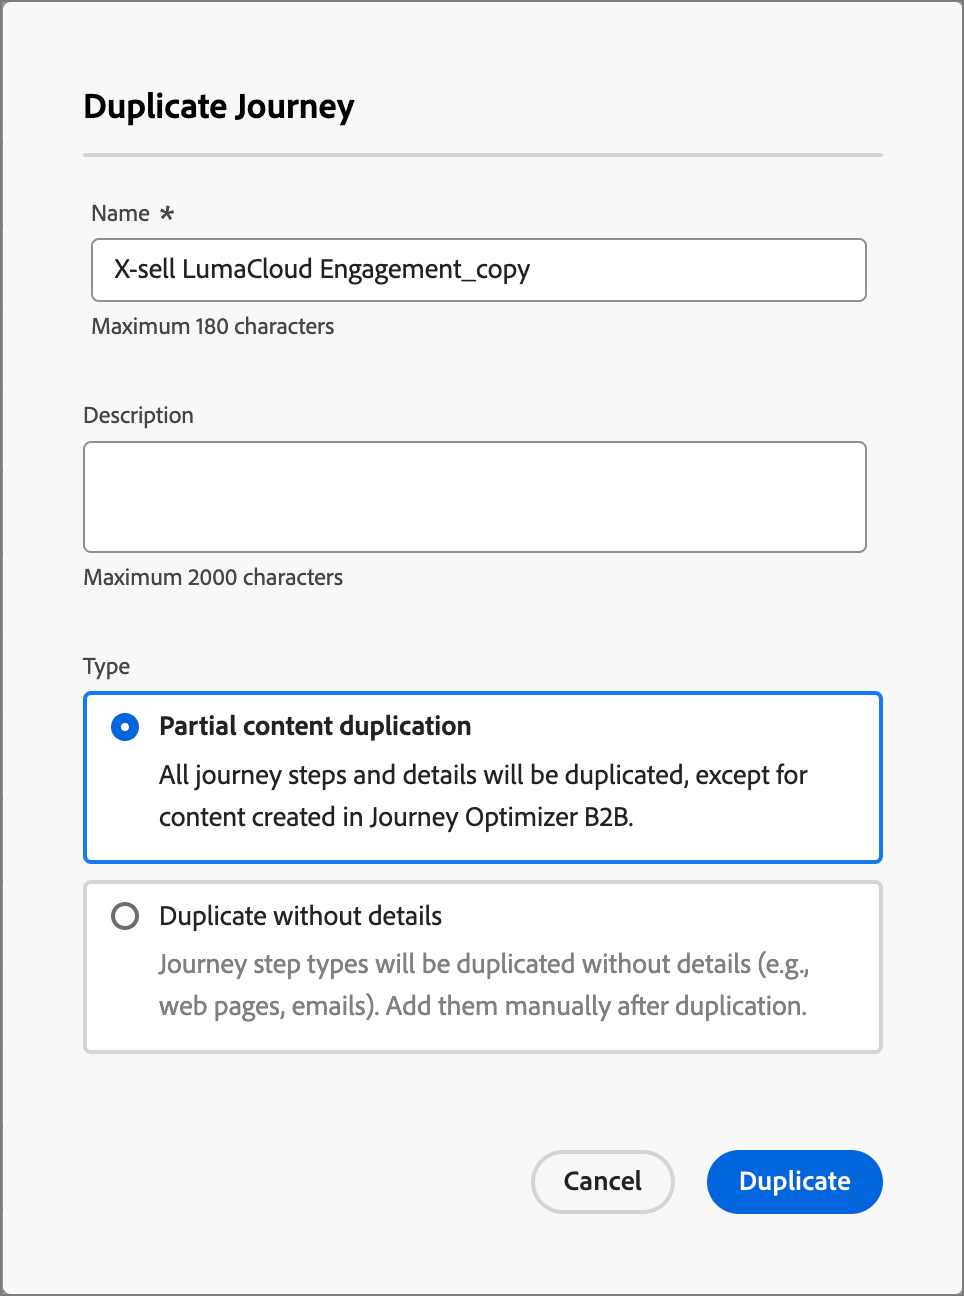 Duplicate Journey
Name *
X-sell LumaCloud Engagement_copy
Maximum 180 characters
Description
Maximum 2000 characters
Type
Partial content duplication
All journey steps and details will be duplicated, except for
content created in Journey Optimizer B2B.
Duplicate without details
Journey step types will be duplicated without details (e.g.,
web pages, emails). Add them manually after duplication.
Cancel
Duplicate